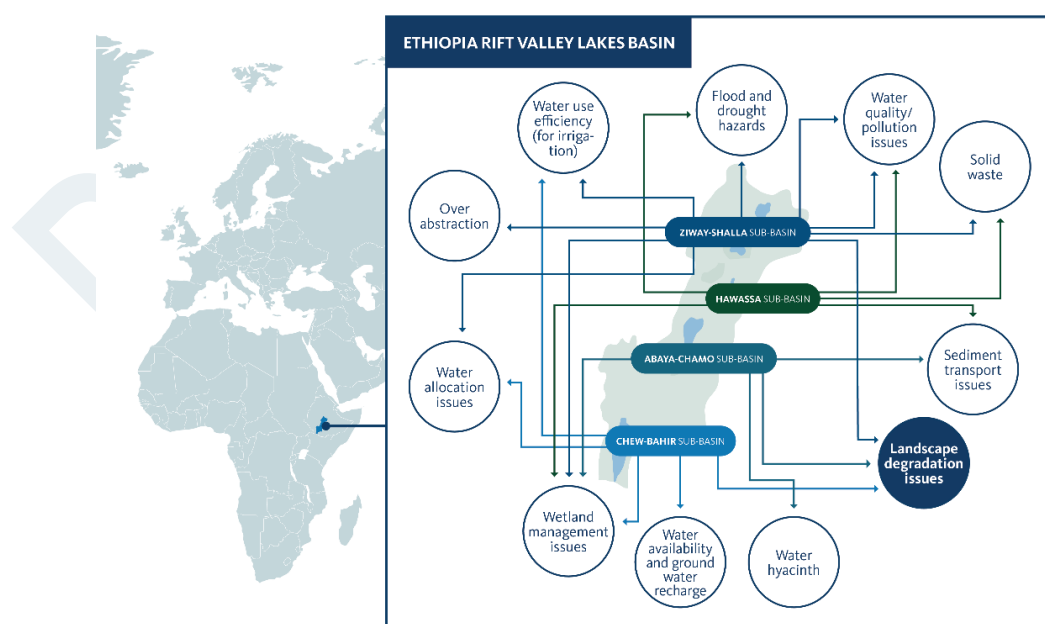 ETHIOPIA RIFT VALLEY LAKES BASIN
Water use
efficiency
(for irriga-
tion)
Flood and
drought
hazards
Water
quality/
pollution
issues
Solid
waste
Over
abstraction
ZIWAY-SHALLA SUB-BASIN
HAWASSA SUB-BASIN
ABAYA-CHAMO SUB-BASIN
Sediment
transport
issues
Water
allocation
issues
CHEW-BAHIR SUB-BASIN
Landscape
degradation
issues
Wetland
management
issues
Water
availability
and ground
water
recharge
Water
hyacinth